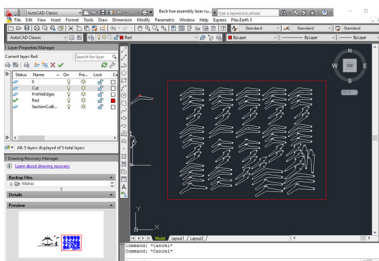 AutoCAD Classic
Back hoe assembly laser cu...
Type a keyword or phrase
File Edit View Insert Format Tools Draw Dimension Modify Parametric Window Help Express Plex-Earth 3
AutoCAD Classic
Red
ByLayer
ByLayer
ByLayer
Standard
Standard
Standard
Layer Properties Manager
Current layer: Red
Search for layer
Status Name On Fre... Lock
0
Cut
PrntNoEdges
Red
All: 5 layers displayed of 5 total layers
Drawing Recovery Manager
Learn about drawing recovery
Backup Files
Details
Preview
N
W
TOP
E
S
Y
X
Model Layout1 Layout2
Command: *Cancel*
Command: *Cancel*